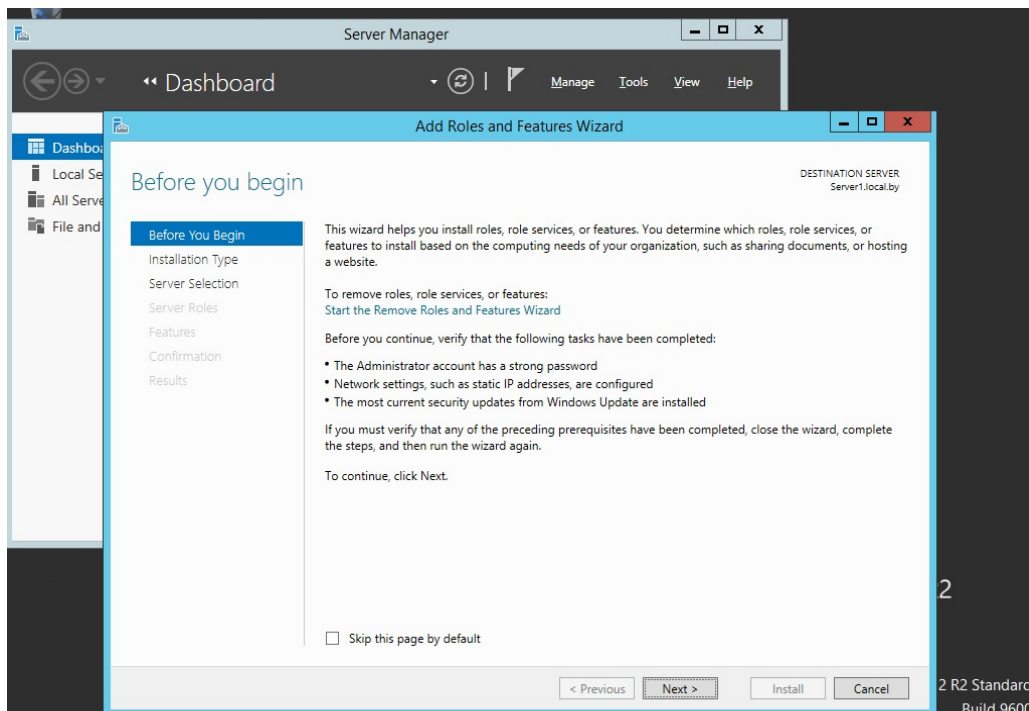 Server Manager
Dashboard
Manage Tools View Help
Add Roles and Features Wizard
Dashboa
Local Se
All Serve
File and
Before you begin
DESTINATION SERVER
Server1.local.by
Before You Begin
Installation Type
Server Selection
Server Roles
Features
Confirmation
Results
This wizard helps you install roles, role services, or features. You determine which roles, role services, or
features to install based on the computing needs of your organization, such as sharing documents, or hosting
a website.
To remove roles, role services, or features:
Start the Remove Roles and Features Wizard
Before you continue, verify that the following tasks have been completed:
• The Administrator account has a strong password
• Network settings, such as static IP addresses, are configured
• The most current security updates from Windows Update are installed
If you must verify that any of the preceding prerequisites have been completed, close the wizard, complete
the steps, and then run the wizard again.
To continue, click Next.
Skip this page by default
< Previous Next > Install Cancel
2
2 R2 Standard
Build 9600